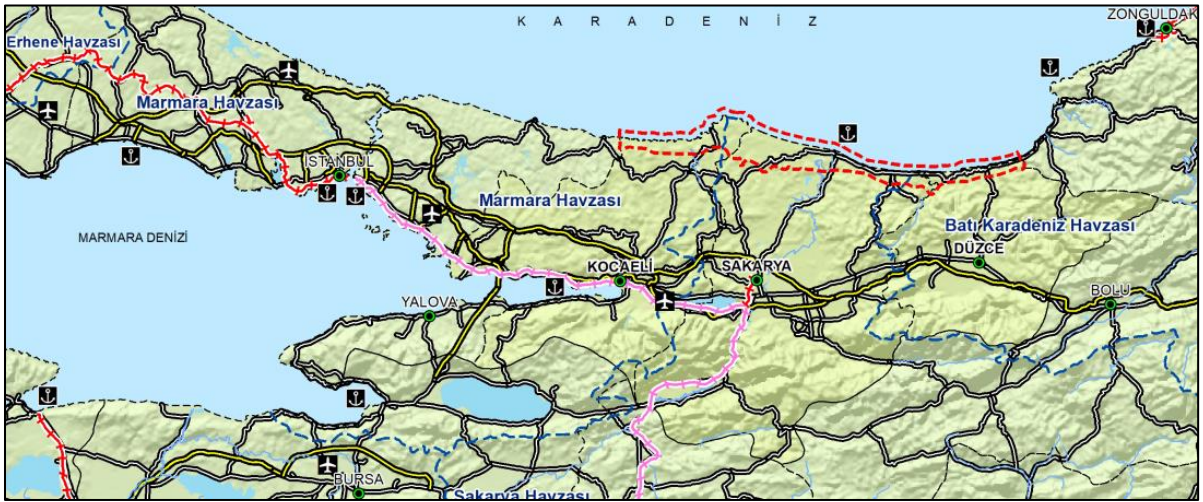 K A R A D E N İ Z
ZONGULDAK
Erhene Havzası
Marmara Havzası
İSTANBUL
Marmara Havzası
Batı Karadeniz Havzası
MARMARA DENİZİ
DÜZCE
KOCAELİ
SAKARYA
YALOVA
BOLU
BURSA
Sakarya Havzası